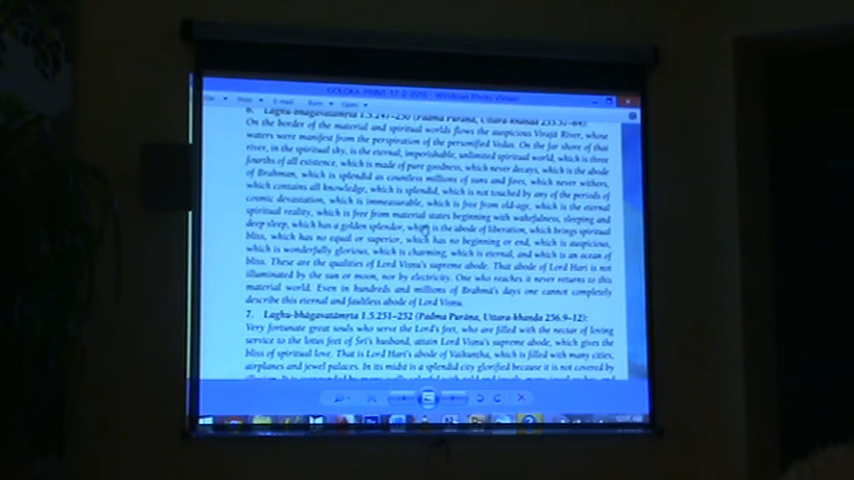 GOLOKA-PRINT-17-2-2016 - Windows Photo Viewer
File Print E-mail Burn Open
6. Laghu-bhāgavatāmṛta 1.5.247-250 (Padma Purāṇa, Uttara-khaṇḍa 255.57-64):
On the border of the material and spiritual worlds flows the auspicious Virajā River, whose
waters were manifest from the perspiration of the personified Vedas. On the far shore of that
river, in the spiritual sky, is the eternal, imperishable, unlimited spiritual world, which is three
fourths of all existence, which is made of pure goodness, which never decays, which is the abode
of Brahman, which is splendid as countless millions of suns and fires, which never withers,
which contains all knowledge, which is splendid, which is not touched by any of the periods of
cosmic devastation, which is immeasurable, which is free from old-age, which is the eternal
spiritual reality, which is free from material states beginning with wakefulness, sleeping and
deep sleep, which has a golden splendor, which is the abode of liberation, which brings spiritual
bliss, which has no equal or superior, which has no beginning or end, which is auspicious,
which is wonderfully glorious, which is charming, which is eternal, and which is an ocean of
bliss. These are the qualities of Lord Viṣṇu's supreme abode. That abode of Lord Hari is not
illuminated by the sun or moon, nor by electricity. One who reaches it never returns to this
material world. Even in hundreds and millions of Brahmā's days one cannot completely
describe this eternal and faultless abode of Lord Viṣṇu.
7. Laghu-bhāgavatāmṛta 1.5.251-252 (Padma Purāṇa, Uttara-khaṇḍa 256.9-12):
Very fortunate great souls who serve the Lord's feet, who are filled with the nectar of loving
service to the lotus feet of Śrī's husband, attain Lord Viṣṇu's supreme abode, which gives the
bliss of spiritual love. That is Lord Hari's abode of Vaikuṇṭha, which is filled with many cities,
airplanes and jewel palaces. In its midst is a splendid city glorified because it is not covered by